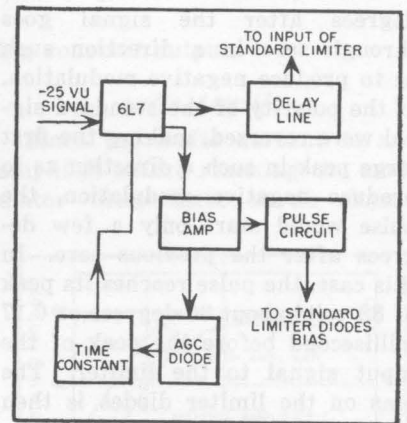 TO INPUT OF
STANDARD LIMITER
-25 VU
SIGNAL
6L7
DELAY
LINE
BIAS
AMP
PULSE
CIRCUIT
TO STANDARD
LIMITER DIODES
BIAS
TIME
CONSTANT
AGC
DIODE